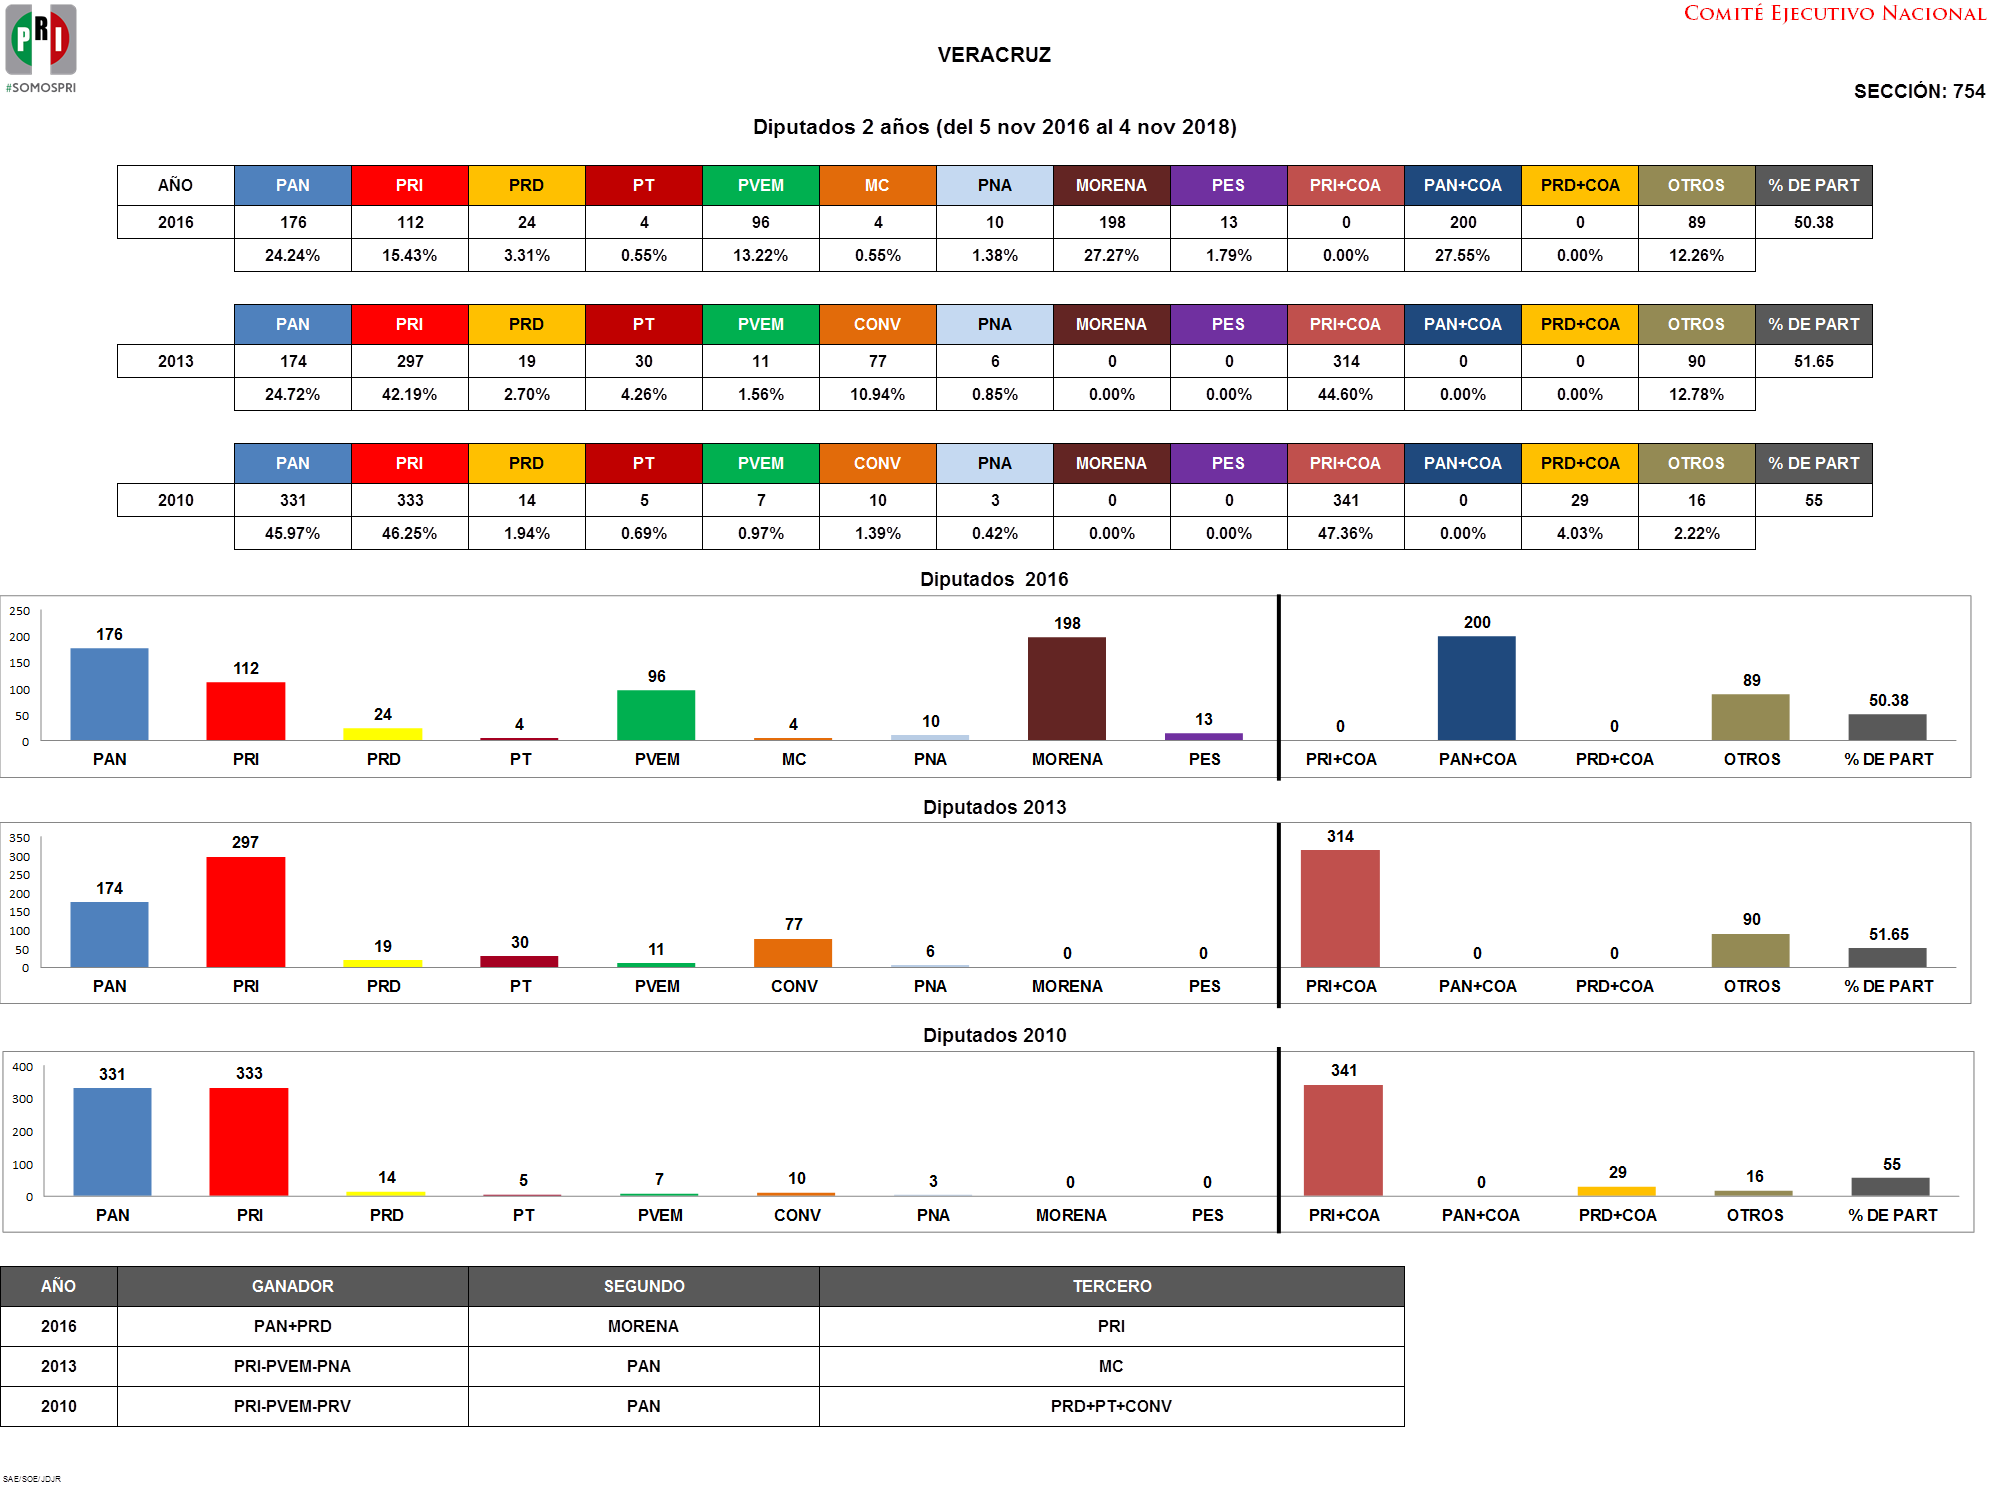 PRI
#SOMOSPRI
COMITÉ EJECUTIVO NACIONAL
VERACRUZ
SECCIÓN: 754
Diputados 2 años (del 5 nov 2016 al 4 nov 2018)
AÑO PAN PRI PRD PT PVEM MC PNA MORENA PES PRI+COA PAN+COA PRD+COA OTROS % DE PART
2016 176 112 24 4 96 4 10 198 13 0 200 0 89 50.38
24.24% 15.43% 3.31% 0.55% 13.22% 0.55% 1.38% 27.27% 1.79% 0.00% 27.55% 0.00% 12.26%
PAN PRI PRD PT PVEM CONV PNA MORENA PES PRI+COA PAN+COA PRD+COA OTROS % DE PART
2013 174 297 19 30 11 77 6 0 0 314 0 0 90 51.65
24.72% 42.19% 2.70% 4.26% 1.56% 10.94% 0.85% 0.00% 0.00% 44.60% 0.00% 0.00% 12.78%
PAN PRI PRD PT PVEM CONV PNA MORENA PES PRI+COA PAN+COA PRD+COA OTROS % DE PART
2010 331 333 14 5 7 10 3 0 0 341 0 29 16 55
45.97% 46.25% 1.94% 0.69% 0.97% 1.39% 0.42% 0.00% 0.00% 47.36% 0.00% 4.03% 2.22%
Diputados 2016
250
200
150
100
50
0
176 112 24 4 96 4 10 198 13 0 200 0 89 50.38
PAN PRI PRD PT PVEM MC PNA MORENA PES PRI+COA PAN+COA PRD+COA OTROS % DE PART
Diputados 2013
350
300
250
200
150
100
50
0
174 297 19 30 11 77 6 0 0 314 0 0 90 51.65
PAN PRI PRD PT PVEM CONV PNA MORENA PES PRI+COA PAN+COA PRD+COA OTROS % DE PART
Diputados 2010
400
300
200
100
0
331 333 14 5 7 10 3 0 0 341 0 29 16 55
PAN PRI PRD PT PVEM CONV PNA MORENA PES PRI+COA PAN+COA PRD+COA OTROS % DE PART
AÑO GANADOR SEGUNDO TERCERO
2016 PAN+PRD MORENA PRI
2013 PRI-PVEM-PNA PAN MC
2010 PRI-PVEM-PRV PAN PRD+PT+CONV
SAE/SOE/JDJR